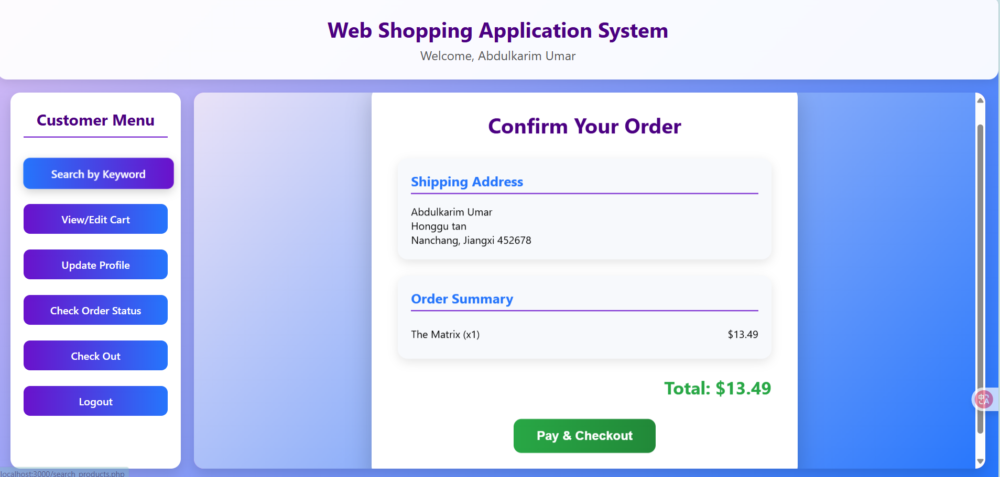 Web Shopping Application System
Welcome, Abdulkarim Umar
Customer Menu
Search by Keyword
View/Edit Cart
Update Profile
Check Order Status
Check Out
Logout
Confirm Your Order
Shipping Address
Abdulkarim Umar
Honggu tan
Nanchang, Jiangxi 452678
Order Summary
The Matrix (x1) $13.49
Total: $13.49
Pay & Checkout
中A
localhost:3000/search_products.php